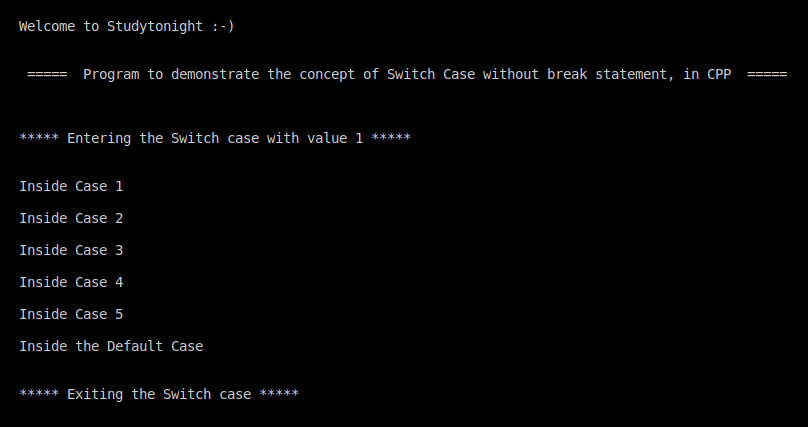 Welcome to Studytonight :-)
===== Program to demonstrate the concept of Switch Case without break statement, in CPP =====
***** Entering the Switch case with value 1 *****
Inside Case 1
Inside Case 2
Inside Case 3
Inside Case 4
Inside Case 5
Inside the Default Case
***** Exiting the Switch case *****